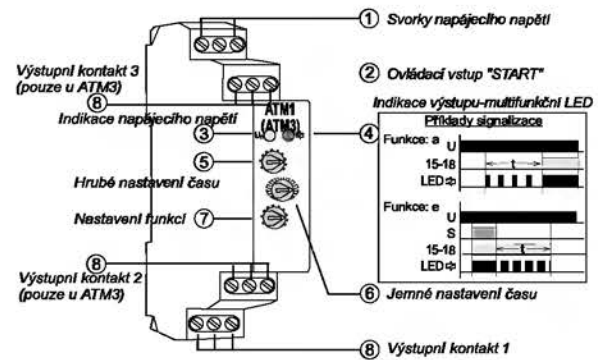 ① Svorky napájecího napětí
Výstupní kontakt 3
(pouze u ATM3)
⑧
② Ovládací vstup "START"
Indikace napájecího napětí
③
ATM1
(ATM3)
④
Indikace výstupu-multifunkční LED
Příklady signalizace
Funkce: a
U
15-18
t
LED
Funkce: e
U
S
15-18
t
LED
⑤
Hrubé nastavení času
Nastavení funkcí ⑦
⑧
Výstupní kontakt 2
(pouze u ATM3)
⑥ Jemné nastavení času
⑧ Výstupní kontakt 1